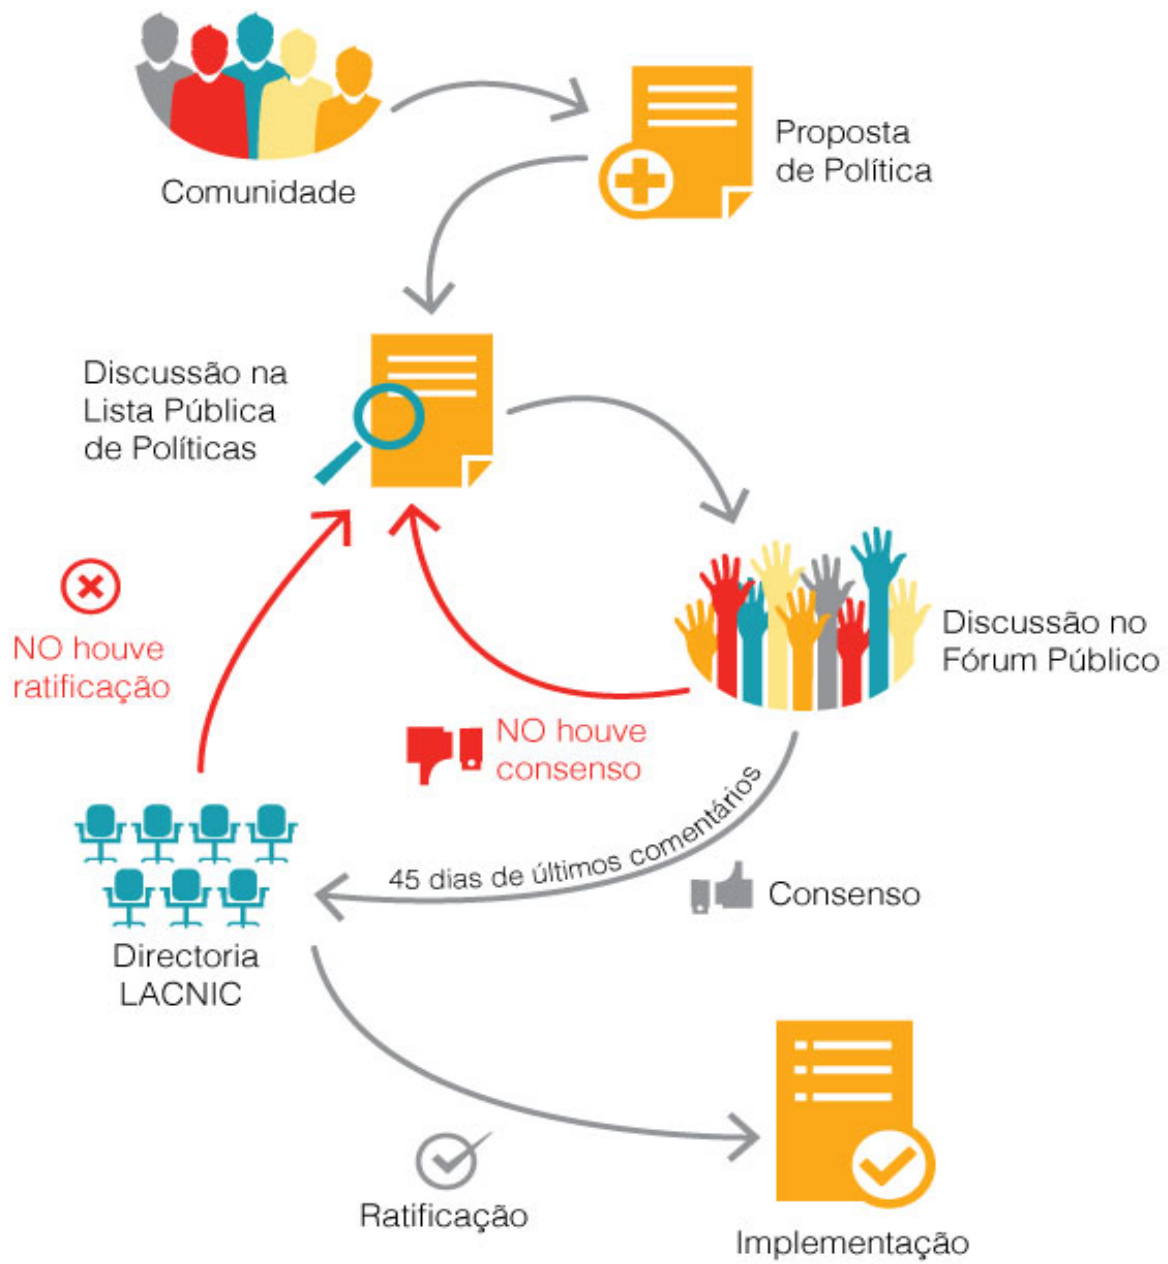 Comunidade
Proposta
de Política
Discussão na
Lista Pública
de Políticas
Discussão no
Fórum Público
NO houve
ratificação
NO houve
consenso
45 dias de últimos comentários
Consenso
Directoria
LACNIC
Ratificação
Implementação